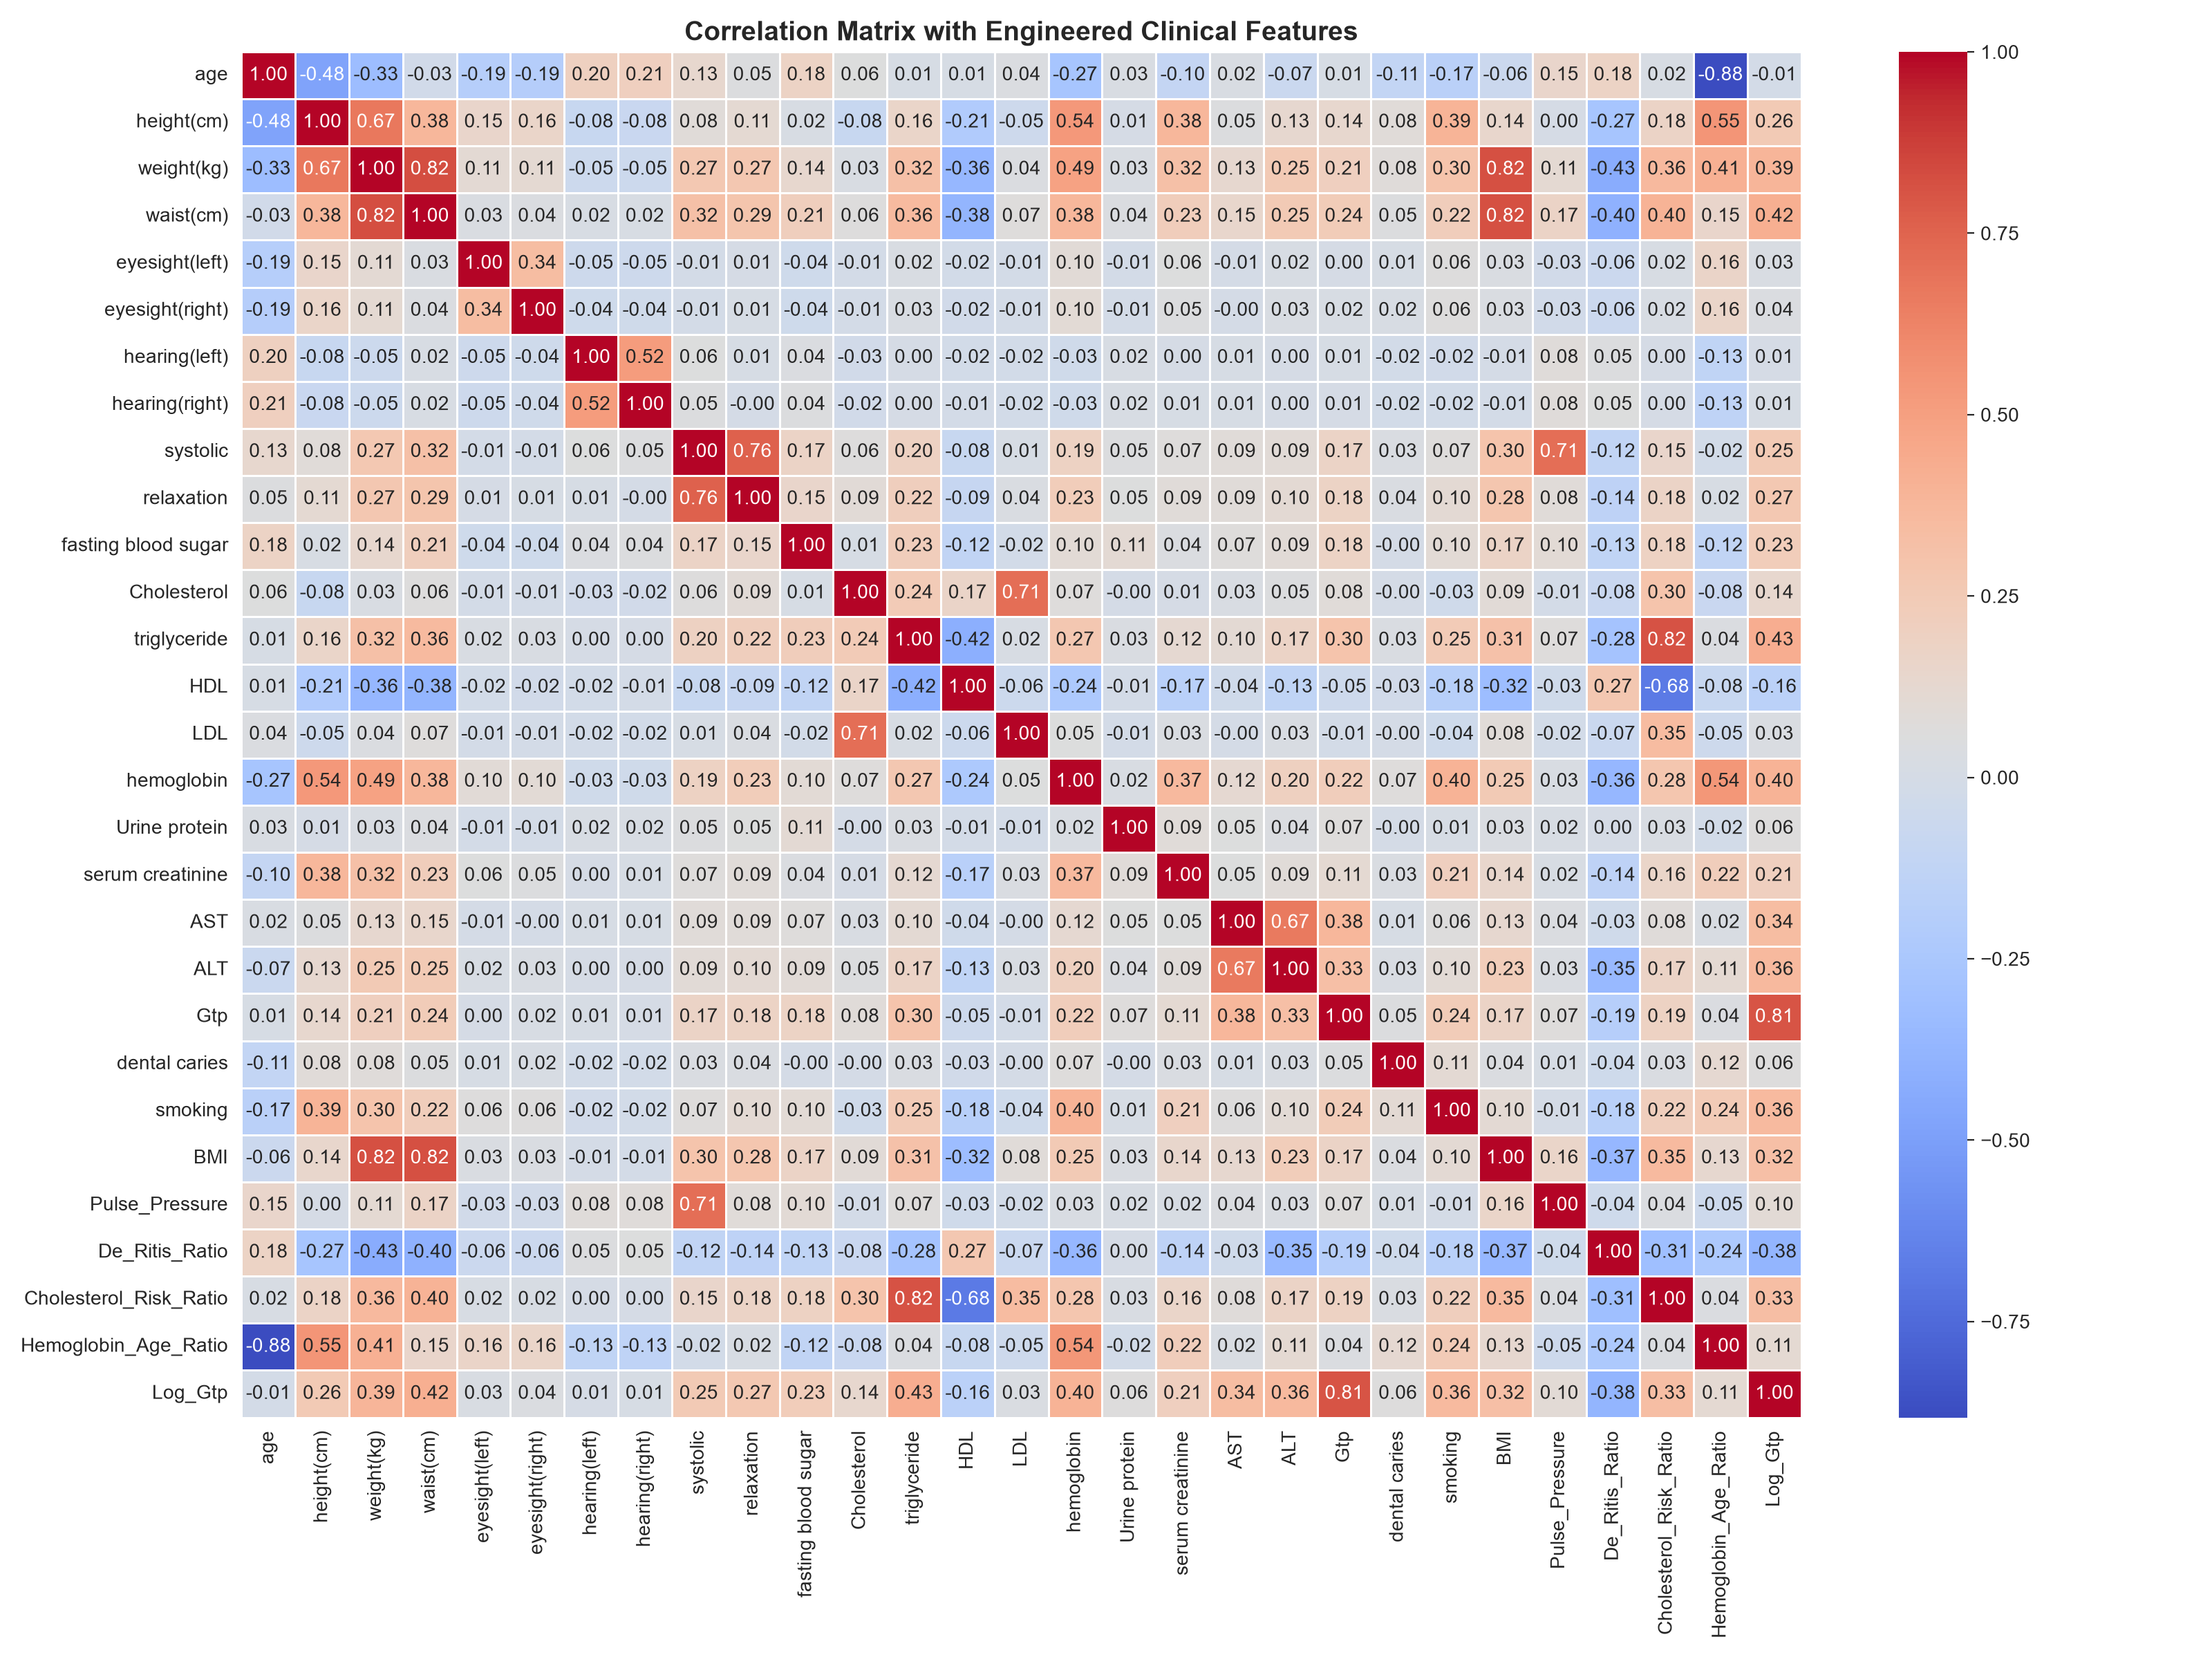 Correlation Matrix with Engineered Clinical Features
age 1.00 -0.48 -0.33 -0.03 -0.19 -0.19 0.20 0.21 0.13 0.05 0.18 0.06 0.01 0.01 0.04 -0.27 0.03 -0.10 0.02 -0.07 0.01 -0.11 -0.17 -0.06 0.15 0.18 0.02 -0.88 -0.01
height(cm) -0.48 1.00 0.67 0.38 0.15 0.16 -0.08 -0.08 0.08 0.11 0.02 -0.08 0.16 -0.21 -0.05 0.54 0.01 0.38 0.05 0.13 0.14 0.08 0.39 0.14 0.00 -0.27 0.18 0.55 0.26
weight(kg) -0.33 0.67 1.00 0.82 0.11 0.11 -0.05 -0.05 0.27 0.27 0.14 0.03 0.32 -0.36 0.04 0.49 0.03 0.32 0.13 0.25 0.21 0.08 0.30 0.82 0.11 -0.43 0.36 0.41 0.39
waist(cm) -0.03 0.38 0.82 1.00 0.03 0.04 0.02 0.02 0.32 0.29 0.21 0.06 0.36 -0.38 0.07 0.38 0.04 0.23 0.15 0.25 0.24 0.05 0.22 0.82 0.17 -0.40 0.40 0.15 0.42
eyesight(left) -0.19 0.15 0.11 0.03 1.00 0.34 -0.05 -0.05 -0.01 0.01 -0.04 -0.01 0.02 -0.02 -0.01 0.10 -0.01 0.06 -0.01 0.02 0.00 0.01 0.06 0.03 -0.03 -0.06 0.02 0.16 0.03
eyesight(right) -0.19 0.16 0.11 0.04 0.34 1.00 -0.04 -0.04 -0.01 0.01 -0.04 -0.01 0.03 -0.02 -0.01 0.10 -0.01 0.05 -0.00 0.03 0.02 0.02 0.06 0.03 -0.03 -0.06 0.02 0.16 0.04
hearing(left) 0.20 -0.08 -0.05 0.02 -0.05 -0.04 1.00 0.52 0.06 0.01 0.04 -0.03 0.00 -0.02 -0.02 -0.03 0.02 0.00 0.01 0.00 0.01 -0.02 -0.02 -0.01 0.08 0.05 0.00 -0.13 0.01
hearing(right) 0.21 -0.08 -0.05 0.02 -0.05 -0.04 0.52 1.00 0.05 -0.00 0.04 -0.02 0.00 -0.01 -0.02 -0.03 0.02 0.01 0.01 0.00 0.01 -0.02 -0.02 -0.01 0.08 0.05 0.00 -0.13 0.01
systolic 0.13 0.08 0.27 0.32 -0.01 -0.01 0.06 0.05 1.00 0.76 0.17 0.06 0.20 -0.08 0.01 0.19 0.05 0.07 0.09 0.09 0.17 0.03 0.07 0.30 0.71 -0.12 0.15 -0.02 0.25
relaxation 0.05 0.11 0.27 0.29 0.01 0.01 0.01 -0.00 0.76 1.00 0.15 0.09 0.22 -0.09 0.04 0.23 0.05 0.09 0.09 0.10 0.18 0.04 0.10 0.28 0.08 -0.14 0.18 0.02 0.27
fasting blood sugar 0.18 0.02 0.14 0.21 -0.04 -0.04 0.04 0.04 0.17 0.15 1.00 0.01 0.23 -0.12 -0.02 0.10 0.11 0.04 0.07 0.09 0.18 -0.00 0.10 0.17 0.10 -0.13 0.18 -0.12 0.23
Cholesterol 0.06 -0.08 0.03 0.06 -0.01 -0.01 -0.03 -0.02 0.06 0.09 0.01 1.00 0.24 0.17 0.71 0.07 -0.00 0.01 0.03 0.05 0.08 -0.00 -0.03 0.09 -0.01 -0.08 0.30 -0.08 0.14
triglyceride 0.01 0.16 0.32 0.36 0.02 0.03 0.00 0.00 0.20 0.22 0.23 0.24 1.00 -0.42 0.02 0.27 0.03 0.12 0.10 0.17 0.30 0.03 0.25 0.31 0.07 -0.28 0.82 0.04 0.43
HDL 0.01 -0.21 -0.36 -0.38 -0.02 -0.02 -0.02 -0.01 -0.08 -0.09 -0.12 0.17 -0.42 1.00 -0.06 -0.24 -0.01 -0.17 -0.04 -0.13 -0.05 -0.03 -0.18 -0.32 -0.03 0.27 -0.68 -0.08 -0.16
LDL 0.04 -0.05 0.04 0.07 -0.01 -0.01 -0.02 -0.02 0.01 0.04 -0.02 0.71 0.02 -0.06 1.00 0.05 -0.01 0.03 -0.00 0.03 -0.01 -0.00 -0.04 0.08 -0.02 -0.07 0.35 -0.05 0.03
hemoglobin -0.27 0.54 0.49 0.38 0.10 0.10 -0.03 -0.03 0.19 0.23 0.10 0.07 0.27 -0.24 0.05 1.00 0.02 0.37 0.12 0.20 0.22 0.07 0.40 0.25 0.03 -0.36 0.28 0.54 0.40
Urine protein 0.03 0.01 0.03 0.04 -0.01 -0.01 0.02 0.02 0.05 0.05 0.11 -0.00 0.03 -0.01 -0.01 0.02 1.00 0.09 0.05 0.04 0.07 -0.00 0.01 0.03 0.02 0.00 0.03 -0.02 0.06
serum creatinine -0.10 0.38 0.32 0.23 0.06 0.05 0.00 0.01 0.07 0.09 0.04 0.01 0.12 -0.17 0.03 0.37 0.09 1.00 0.05 0.09 0.11 0.03 0.21 0.14 0.02 -0.14 0.16 0.22 0.21
AST 0.02 0.05 0.13 0.15 -0.01 -0.00 0.01 0.01 0.09 0.09 0.07 0.03 0.10 -0.04 -0.00 0.12 0.05 0.05 1.00 0.67 0.38 0.01 0.06 0.13 0.04 -0.03 0.08 0.02 0.34
ALT -0.07 0.13 0.25 0.25 0.02 0.03 0.00 0.00 0.09 0.10 0.09 0.05 0.17 -0.13 0.03 0.20 0.04 0.09 0.67 1.00 0.33 0.03 0.10 0.23 0.03 -0.35 0.17 0.11 0.36
Gtp 0.01 0.14 0.21 0.24 0.00 0.02 0.01 0.01 0.17 0.18 0.18 0.08 0.30 -0.05 -0.01 0.22 0.07 0.11 0.38 0.33 1.00 0.05 0.24 0.17 0.07 -0.19 0.19 0.04 0.81
dental caries -0.11 0.08 0.08 0.05 0.01 0.02 -0.02 -0.02 0.03 0.04 -0.00 -0.00 0.03 -0.03 -0.00 0.07 -0.00 0.03 0.01 0.03 0.05 1.00 0.11 0.04 0.01 -0.04 0.03 0.12 0.06
smoking -0.17 0.39 0.30 0.22 0.06 0.06 -0.02 -0.02 0.07 0.10 0.10 -0.03 0.25 -0.18 -0.04 0.40 0.01 0.21 0.06 0.10 0.24 0.11 1.00 0.10 -0.01 -0.18 0.22 0.24 0.36
BMI -0.06 0.14 0.82 0.82 0.03 0.03 -0.01 -0.01 0.30 0.28 0.17 0.09 0.31 -0.32 0.08 0.25 0.03 0.14 0.13 0.23 0.17 0.04 0.10 1.00 0.16 -0.37 0.35 0.13 0.32
Pulse_Pressure 0.15 0.00 0.11 0.17 -0.03 -0.03 0.08 0.08 0.71 0.08 0.10 -0.01 0.07 -0.03 -0.02 0.03 0.02 0.02 0.04 0.03 0.07 0.01 -0.01 0.16 1.00 -0.04 0.04 -0.05 0.10
De_Ritis_Ratio 0.18 -0.27 -0.43 -0.40 -0.06 -0.06 0.05 0.05 -0.12 -0.14 -0.13 -0.08 -0.28 0.27 -0.07 -0.36 0.00 -0.14 -0.03 -0.35 -0.19 -0.04 -0.18 -0.37 -0.04 1.00 -0.31 -0.24 -0.38
Cholesterol_Risk_Ratio 0.02 0.18 0.36 0.40 0.02 0.02 0.00 0.00 0.15 0.18 0.18 0.30 0.82 -0.68 0.35 0.28 0.03 0.16 0.08 0.17 0.19 0.03 0.22 0.35 0.04 -0.31 1.00 0.04 0.33
Hemoglobin_Age_Ratio -0.88 0.55 0.41 0.15 0.16 0.16 -0.13 -0.13 -0.02 0.02 -0.12 -0.08 0.04 -0.08 -0.05 0.54 -0.02 0.22 0.02 0.11 0.04 0.12 0.24 0.13 -0.05 -0.24 0.04 1.00 0.11
Log_Gtp -0.01 0.26 0.39 0.42 0.03 0.04 0.01 0.01 0.25 0.27 0.23 0.14 0.43 -0.16 0.03 0.40 0.06 0.21 0.34 0.36 0.81 0.06 0.36 0.32 0.10 -0.38 0.33 0.11 1.00
age
height(cm)
weight(kg)
waist(cm)
eyesight(left)
eyesight(right)
hearing(left)
hearing(right)
systolic
relaxation
fasting blood sugar
Cholesterol
triglyceride
HDL
LDL
hemoglobin
Urine protein
serum creatinine
AST
ALT
Gtp
dental caries
smoking
BMI
Pulse_Pressure
De_Ritis_Ratio
Cholesterol_Risk_Ratio
Hemoglobin_Age_Ratio
Log_Gtp
1.00
0.75
0.50
0.25
0.00
−0.25
−0.50
−0.75